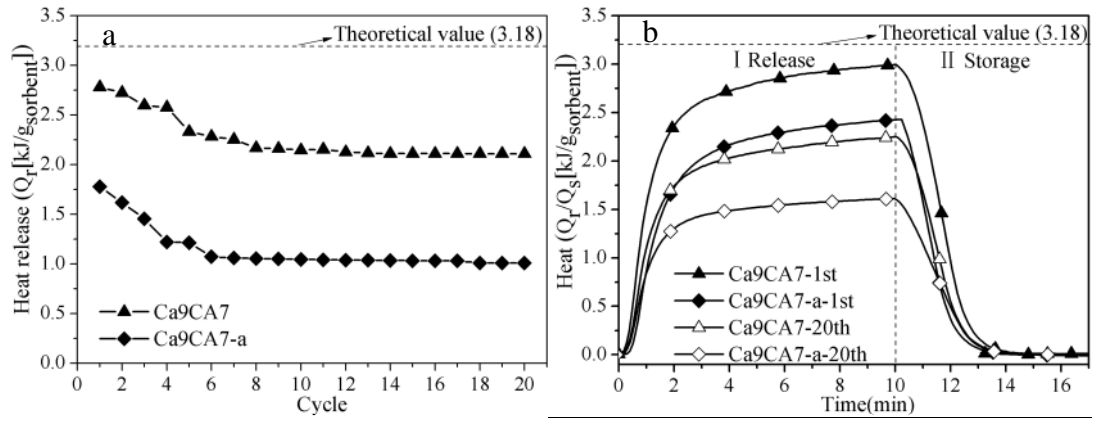 a
Theoretical value (3.18)
Heat release (Qr[kJ/gsorbent])
3.5
3.0
2.5
2.0
1.5
1.0
0.5
0.0
Ca9CA7
Ca9CA7-a
0 2 4 6 8 10 12 14 16 18 20
Cycle
b
Theoretical value (3.18)
I Release
II Storage
Heat (Qr/Qs[kJ/gsorbent])
3.5
3.0
2.5
2.0
1.5
1.0
0.5
0.0
Ca9CA7-1st
Ca9CA7-a-1st
Ca9CA7-20th
Ca9CA7-a-20th
0 2 4 6 8 10 12 14 16
Time(min)